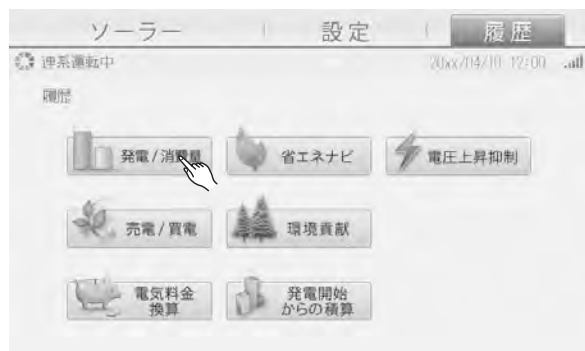 ソーラー 設定 履歴
連系運転中 20xx/04/10 12:00
履歴
発電/消費量 省エネナビ 電圧上昇抑制
売電/買電 環境貢献
電気料金 発電開始
換算 からの積算